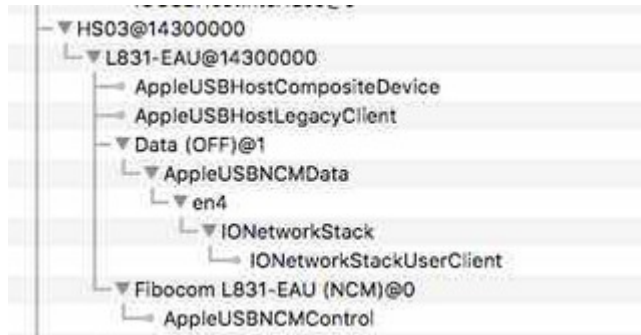 HS03@14300000
L831-EAU@14300000
AppleUSBHostCompositeDevice
AppleUSBHostLegacyClient
Data (OFF)@1
AppleUSBNCMData
en4
IONetworkStack
IONetworkStackUserClient
Fibocom L831-EAU (NCM)@0
AppleUSBNCMControl